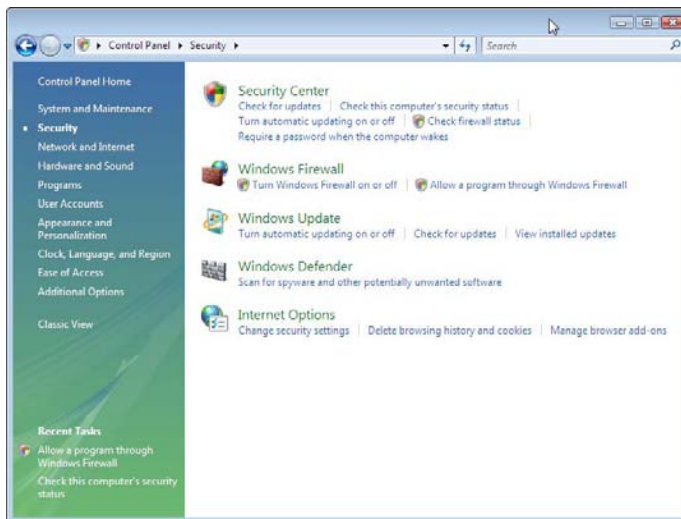 Control Panel
Security
Search
Control Panel Home
System and Maintenance
Security
Network and Internet
Hardware and Sound
Programs
User Accounts
Appearance and
Personalization
Clock, Language, and Region
Ease of Access
Additional Options
Classic View
Recent Tasks
Allow a program through
Windows Firewall
Check this computer's security
status
Security Center
Check for updates Check this computer's security status
Turn automatic updating on or off Check firewall status
Require a password when the computer wakes
Windows Firewall
Turn Windows Firewall on or off Allow a program through Windows Firewall
Windows Update
Turn automatic updating on or off Check for updates View installed updates
Windows Defender
Scan for spyware and other potentially unwanted software
Internet Options
Change security settings Delete browsing history and cookies Manage browser add-ons